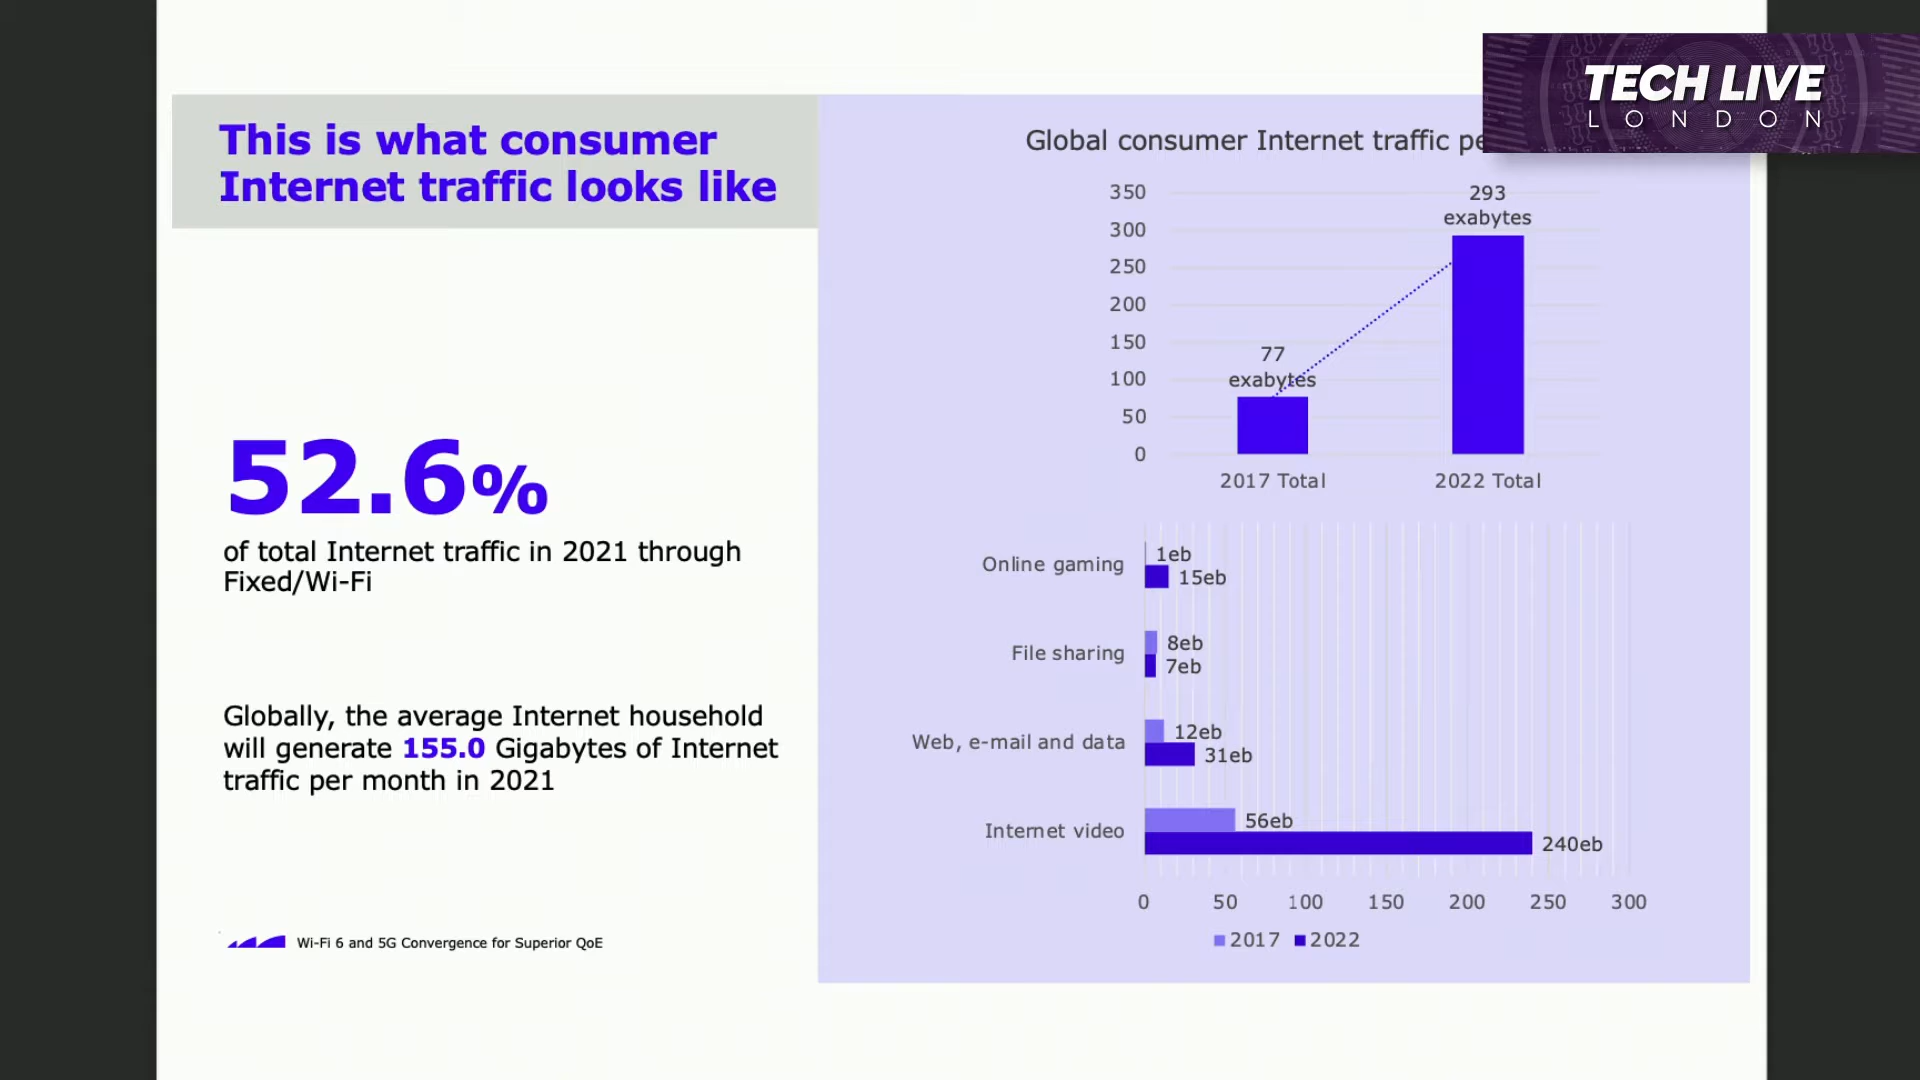 TECH LIVE
LONDON
This is what consumer
Internet traffic looks like
52.6%
of total Internet traffic in 2021 through
Fixed/Wi-Fi
Globally, the average Internet household
will generate 155.0 Gigabytes of Internet
traffic per month in 2021
Wi-Fi 6 and 5G Convergence for Superior QoE
Global consumer Internet traffic
350
300
250
200
150
100
50
0
293
exabytes
77
exabytes
2017 Total
2022 Total
Online gaming
1eb
15eb
File sharing
8eb
7eb
Web, e-mail and data
12eb
31eb
Internet video
56eb
240eb
0 50 100 150 200 250 300
2017 2022